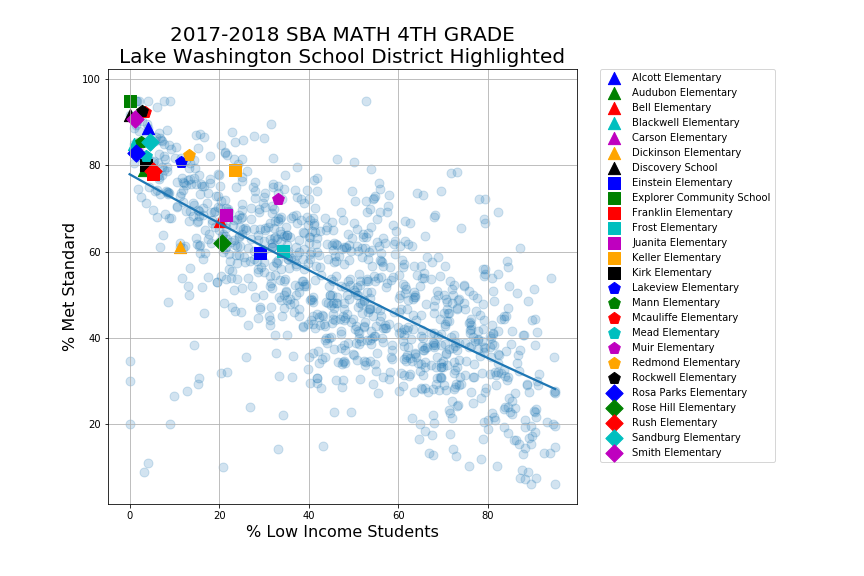 2017-2018 SBA MATH 4TH GRADE
Lake Washington School District Highlighted
% Met Standard
100
80
60
40
20
0
20
40
60
80
% Low Income Students
Alcott Elementary
Audubon Elementary
Bell Elementary
Blackwell Elementary
Carson Elementary
Dickinson Elementary
Discovery School
Einstein Elementary
Explorer Community School
Franklin Elementary
Frost Elementary
Juanita Elementary
Keller Elementary
Kirk Elementary
Lakeview Elementary
Mann Elementary
Mcauliffe Elementary
Mead Elementary
Muir Elementary
Redmond Elementary
Rockwell Elementary
Rosa Parks Elementary
Rose Hill Elementary
Rush Elementary
Sandburg Elementary
Smith Elementary